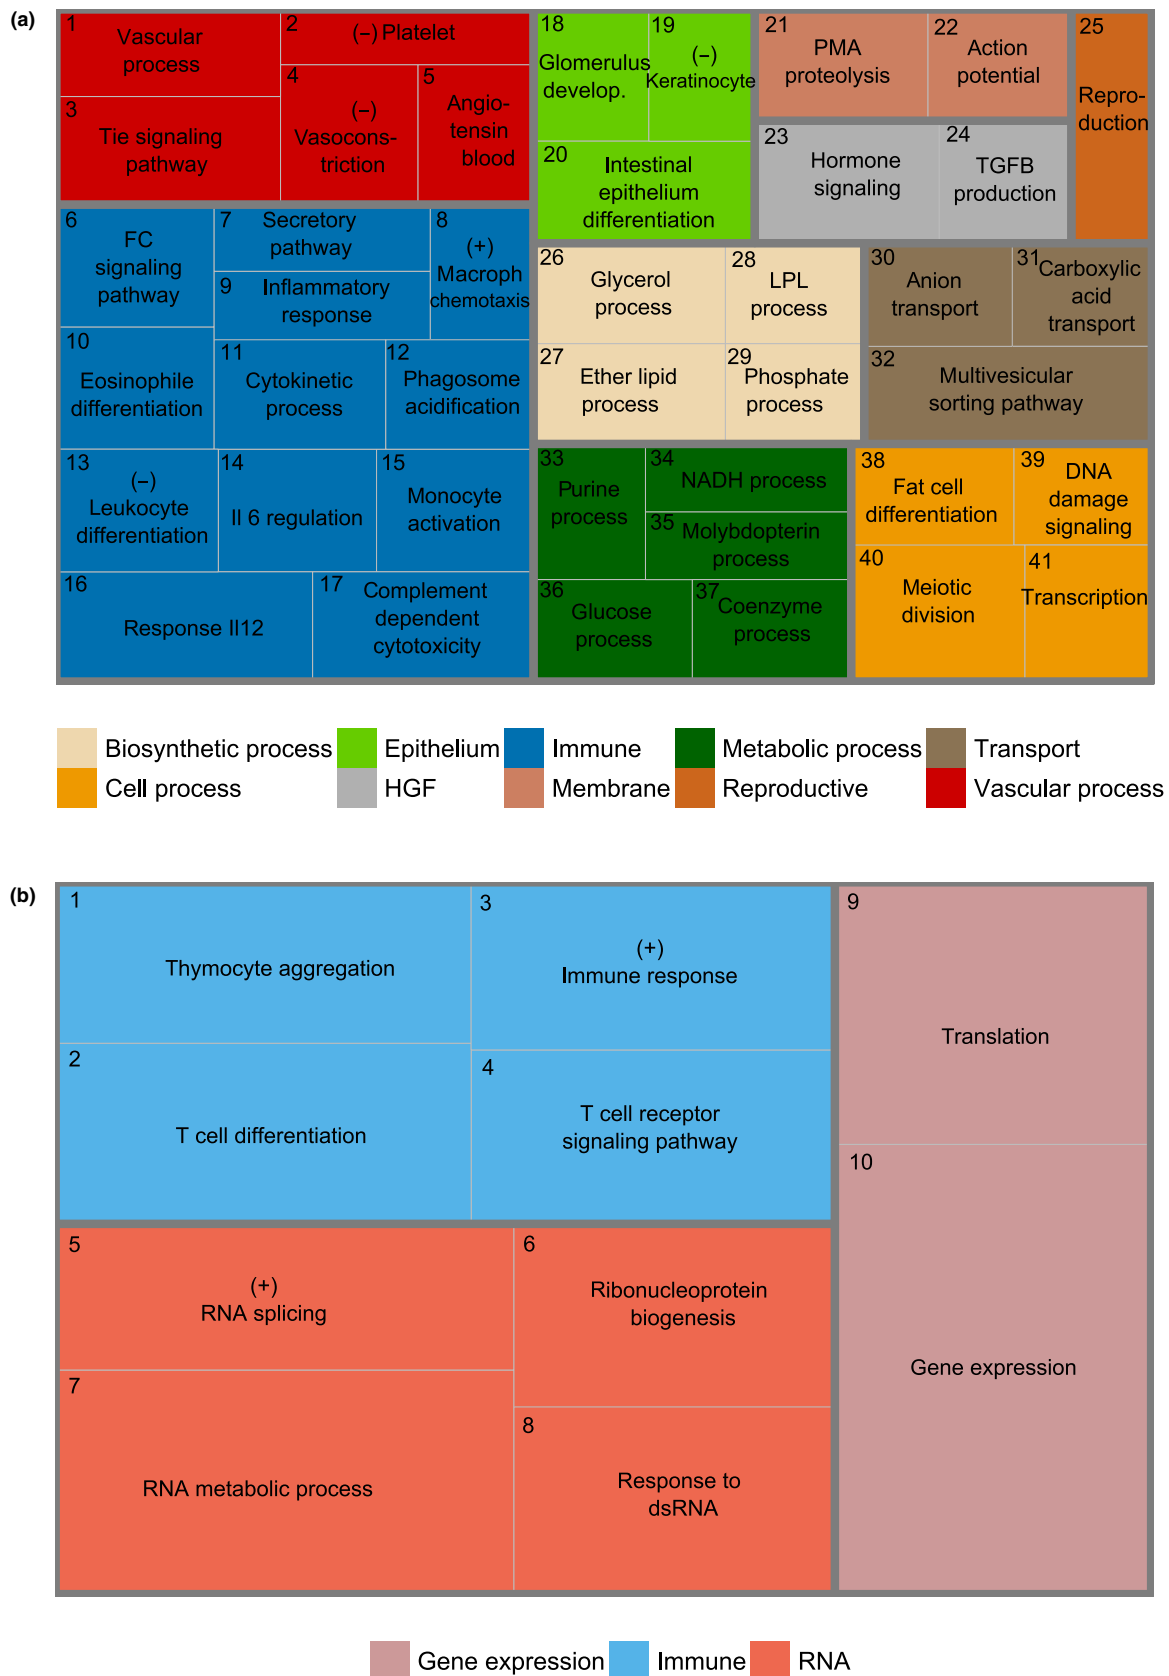 (a)
1
Vascular
process
2
(–) Platelet
3
Tie signaling
pathway
4
(–)
Vasocons-
triction
5
Angio-
tensin
blood
6
FC
signaling
pathway
7
Secretory
pathway
8
(+)
Macroph
chemotaxis
9
Inflammatory
response
10
Eosinophile
differentiation
11
Cytokinetic
process
12
Phagosome
acidification
13
(–)
Leukocyte
differentiation
14
Il 6 regulation
15
Monocyte
activation
16
Response Il12
17
Complement
dependent
cytotoxicity
18
Glomerulus
develop.
19
(–)
Keratinocyte
20
Intestinal
epithelium
differentiation
21
PMA
proteolysis
22
Action
potential
23
Hormone
signaling
24
TGFB
production
25
Repro-
duction
26
Glycerol
process
27
Ether lipid
process
28
LPL
process
29
Phosphate
process
30
Anion
transport
31
Carboxylic
acid
transport
32
Multivesicular
sorting pathway
33
Purine
process
34
NADH process
35
Molybdopterin
process
36
Glucose
process
37
Coenzyme
process
38
Fat cell
differentiation
39
DNA
damage
signaling
40
Meiotic
division
41
Transcription
Biosynthetic process
Epithelium
Immune
Metabolic process
Transport
Cell process
HGF
Membrane
Reproductive
Vascular process
(b)
1
Thymocyte aggregation
2
T cell differentiation
3
(+)
Immune response
4
T cell receptor
signaling pathway
5
(+)
RNA splicing
6
Ribonucleoprotein
biogenesis
7
RNA metabolic process
8
Response to
dsRNA
9
Translation
10
Gene expression
Gene expression
Immune
RNA